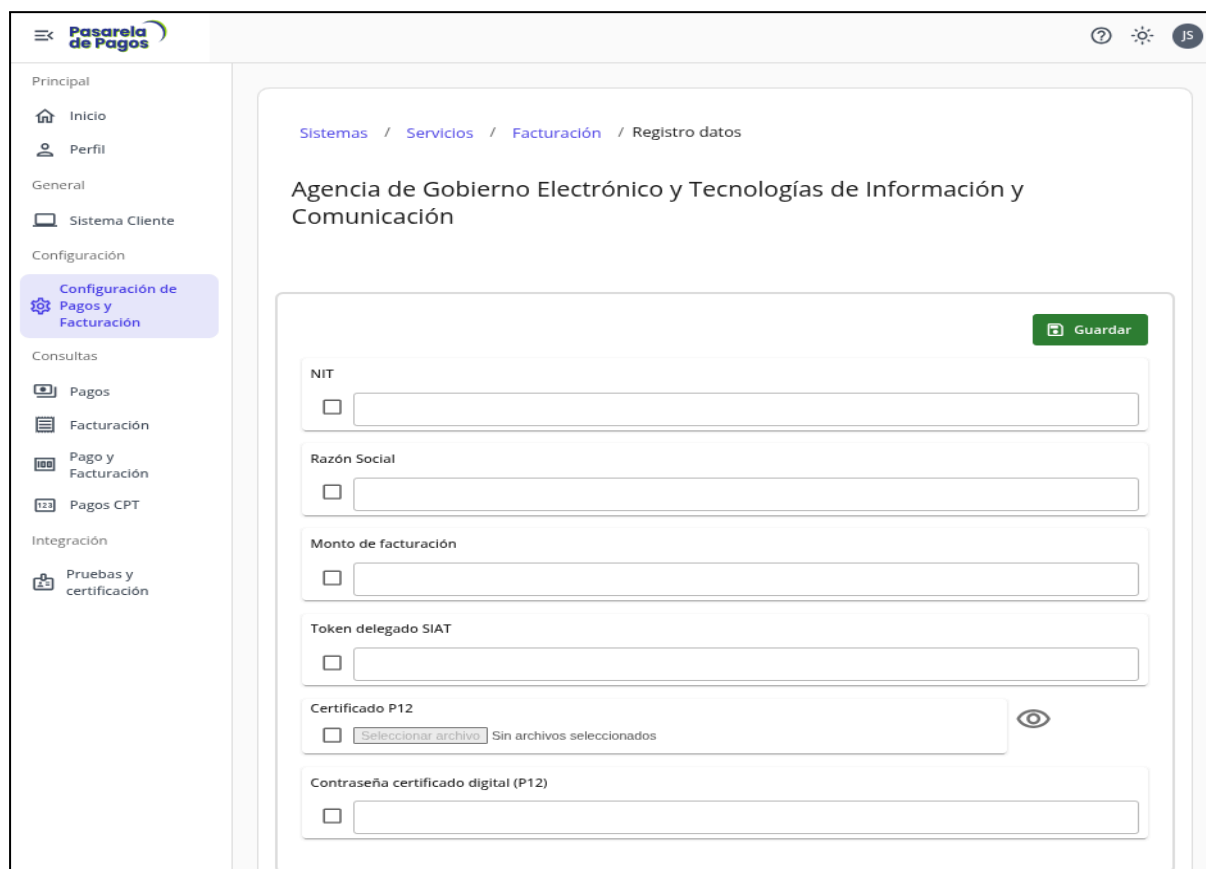 Pasarela
de Pagos
JS
Principal
Inicio
Perfil
General
Sistema Cliente
Configuración
Configuración de
Pagos y
Facturación
Consultas
Pagos
Facturación
100
Pago y
Facturación
123
Pagos CPT
Integración
Pruebas y
certificación
Sistemas / Servicios / Facturación / Registro datos
Agencia de Gobierno Electrónico y Tecnologías de Información y
Comunicación
Guardar
NIT
Razón Social
Monto de facturación
Token delegado SIAT
Certificado P12
Seleccionar archivo Sin archivos seleccionados
Contraseña certificado digital (P12)